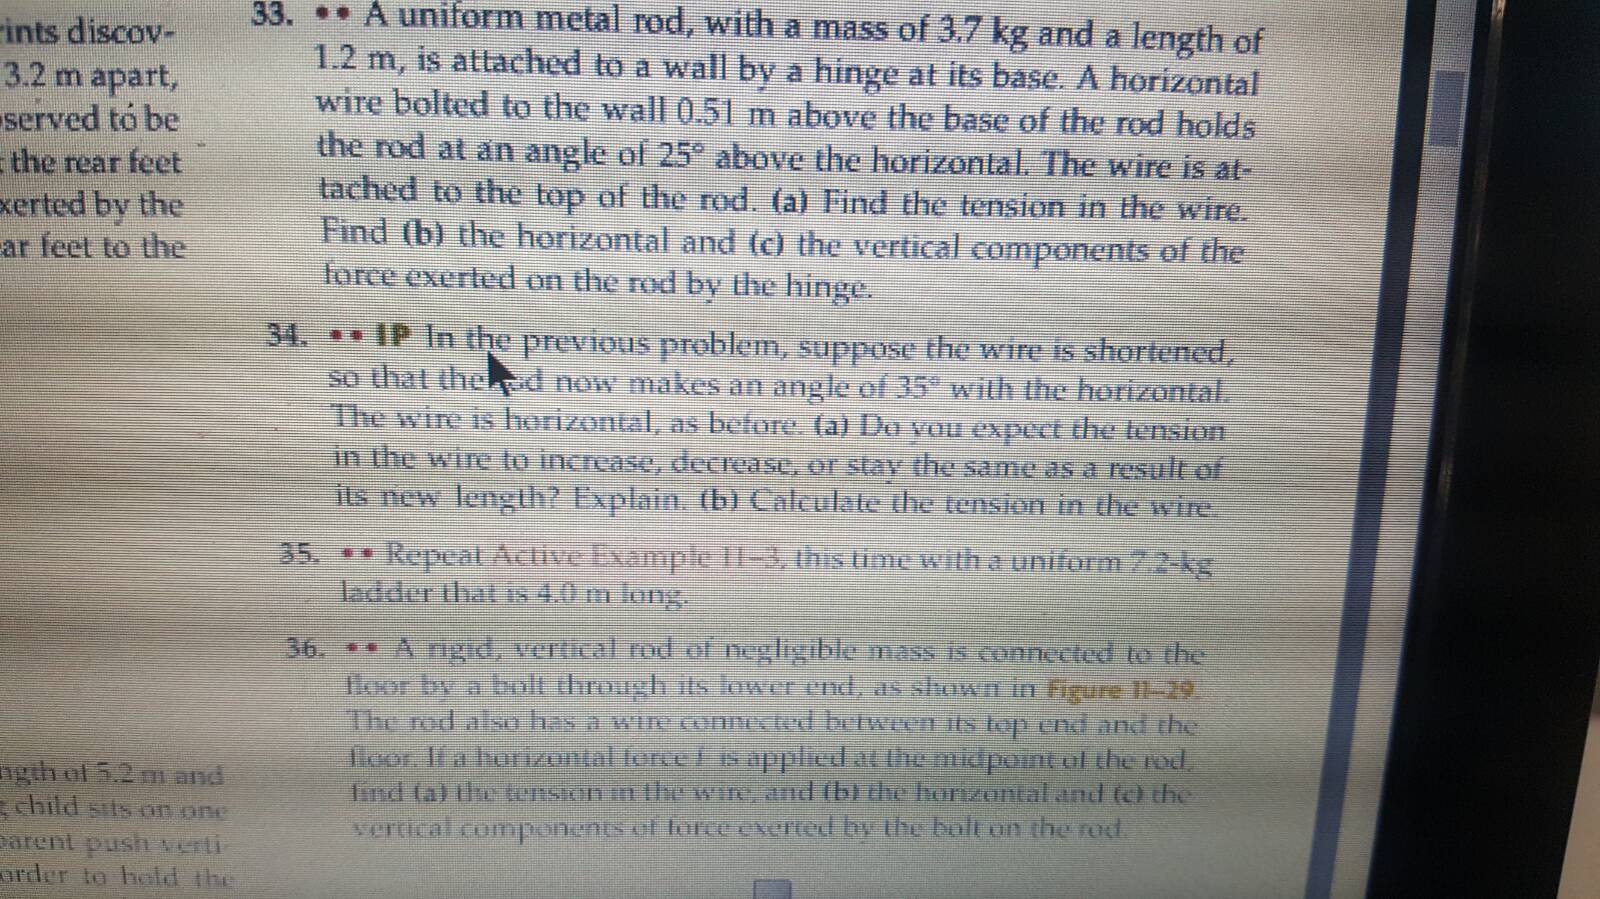 ints discov-
3.2 m apart,
served to be
the rear feet
xerted by the
ar feet to the
ngth of 5.2 m and
child sits on one
parent push verti-
order to hold the
33. •• A uniform metal rod, with a mass of 3.7 kg and a length of
1.2 m, is attached to a wall by a hinge at its base. A horizontal
wire bolted to the wall 0.51 m above the base of the rod holds
the rod at an angle of 25° above the horizontal. The wire is at-
tached to the top of the rod. (a) Find the tension in the wire.
Find (b) the horizontal and (c) the vertical components of the
force exerted on the rod by the hinge.
34. •• IP In the previous problem, suppose the wire is shortened,
so that the now makes an angle of 35° with the horizontal.
The wire is horizontal, as before. (a) Do you expect the tension
in the wire to increase, decrease, or stay the same as a result of
its new length? Explain. (b) Calculate the tension in the wire.
35. •• Repeat Active Example 11–3, this time with a uniform 7.2-kg
ladder that is 4.0 m long.
36. •• A rigid, vertical rod of negligible mass is connected to the
floor by a bolt through its lower end, as shown in Figure 11–29.
The rod also has a wire connected between its top end and the
floor. If a horizontal force F is applied at the midpoint of the rod,
find (a) the tension in the wire, and (b) the horizontal and (c) the
vertical components of force exerted by the bolt on the rod.